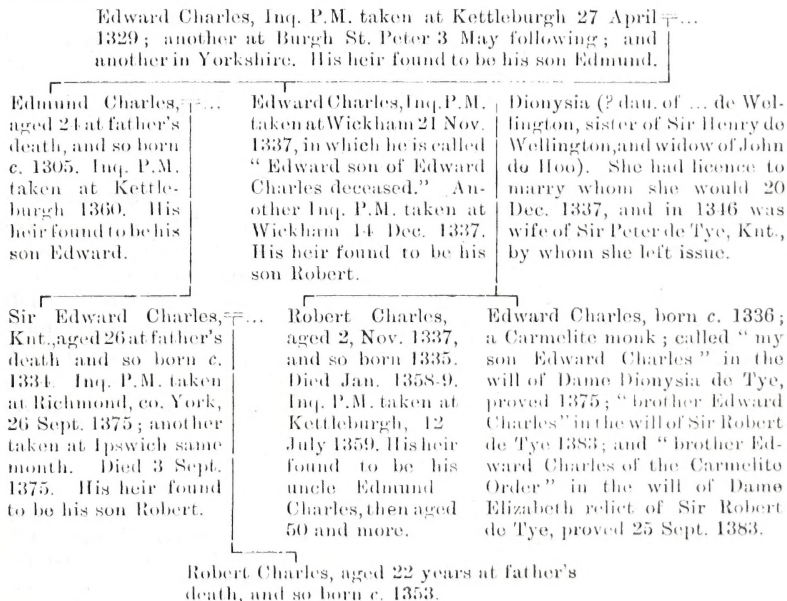 Edward Charles, Inq. P.M. taken at Kettleburgh 27 April
1329; another at Burgh St. Peter 3 May following; and
another in Yorkshire. His heir found to be his son Edmund.
Edmund Charles,
aged 24 at father's
death, and so born
c. 1305. Inq. P.M.
taken at Kettle-
burgh 1360. His
heir found to be his
son Edward.
Edward Charles, Inq. P.M.
taken at Wickham 21 Nov.
1337, in which he is called
“ Edward son of Edward
Charles deceased.” An-
other Inq. P.M. taken at
Wickham 14 Dec. 1337.
His heir found to be his
son Robert.
Dionysia (? dau. of ... de Wel-
lington, sister of Sir Henry de
Wellington, and widow of John
do Hoo). She had licence to
marry whom she would 20
Dec. 1337, and in 1346 was
wife of Sir Peter de Tye, Knt.,
by whom she left issue.
Sir Edward Charles,
Knt., aged 26 at father's
death and so born c.
1334. Inq. P.M. taken
at Richmond, co. York,
26 Sept. 1375; another
taken at Ipswich same
month. Died 3 Sept.
1375. His heir found
to be his son Robert.
Robert Charles,
aged 2, Nov. 1337,
and so born 1335.
Died Jan. 1358-9.
Inq. P.M. taken at
Kettleburgh, 12
July 1359. His heir
found to be his
uncle Edmund
Charles, then aged
50 and more.
Edward Charles, born c. 1336;
a Carmelite monk; called “ my
son Edward Charles ” in the
will of Dame Dionysia de Tye,
proved 1375; “ brother Edward
Charles” in the will of Sir Robert
de Tye 1383; and “ brother Ed-
ward Charles of the Carmelite
Order” in the will of Dame
Elizabeth relict of Sir Robert
de Tye, proved 25 Sept. 1383.
Robert Charles, aged 22 years at father's
death, and so born c. 1353.